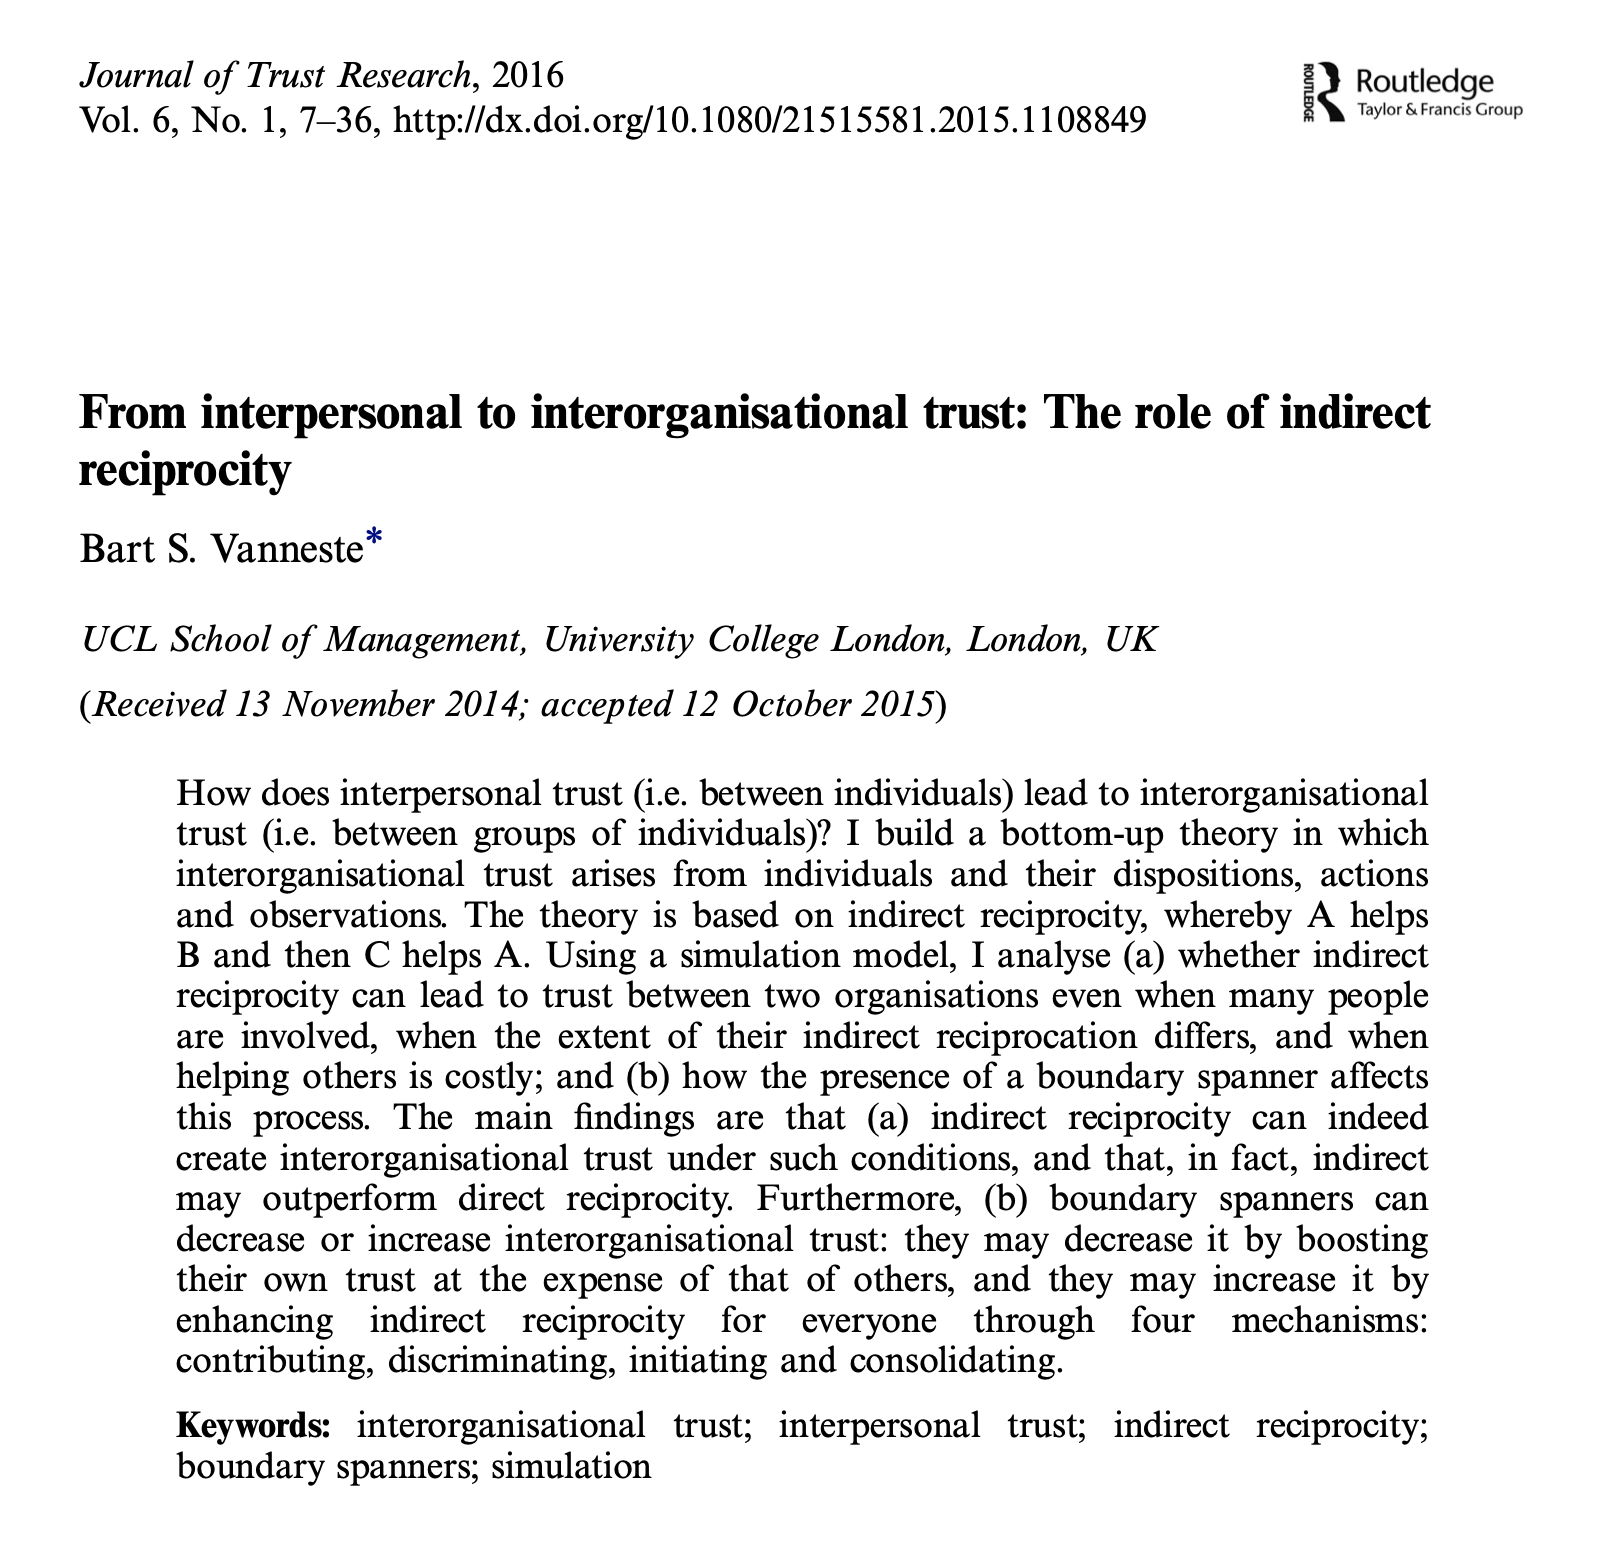 Journal of Trust Research, 2016
Vol. 6, No. 1, 7–36, http://dx.doi.org/10.1080/21515581.2015.1108849
ROUTLEDGE
Routledge
Taylor & Francis Group
From interpersonal to interorganisational trust: The role of indirect
reciprocity
Bart S. Vanneste*
UCL School of Management, University College London, London, UK
(Received 13 November 2014; accepted 12 October 2015)
How does interpersonal trust (i.e. between individuals) lead to interorganisational
trust (i.e. between groups of individuals)? I build a bottom-up theory in which
interorganisational trust arises from individuals and their dispositions, actions
and observations. The theory is based on indirect reciprocity, whereby A helps
B and then C helps A. Using a simulation model, I analyse (a) whether indirect
reciprocity can lead to trust between two organisations even when many people
are involved, when the extent of their indirect reciprocation differs, and when
helping others is costly; and (b) how the presence of a boundary spanner affects
this process. The main findings are that (a) indirect reciprocity can indeed
create interorganisational trust under such conditions, and that, in fact, indirect
may outperform direct reciprocity. Furthermore, (b) boundary spanners can
decrease or increase interorganisational trust: they may decrease it by boosting
their own trust at the expense of that of others, and they may increase it by
enhancing indirect reciprocity for everyone through four mechanisms:
contributing, discriminating, initiating and consolidating.
Keywords: interorganisational trust; interpersonal trust; indirect reciprocity;
boundary spanners; simulation